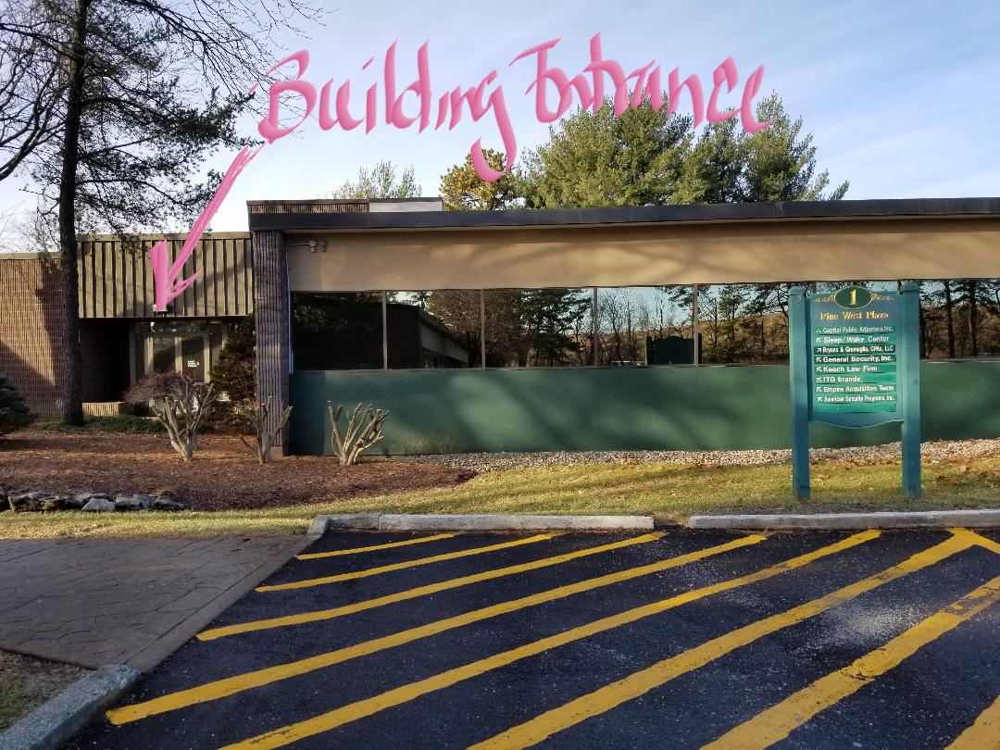 Building Entrance
1
Pine West Plaza
Capital Public Adjusters, Inc.
Sleep/Wake Center
Bryans & Gramuglia, CPAs, LLC
General Security, Inc.
Keach Law Firm
ITG brands
Empire Acquisition Team
American Security Programs, Inc.